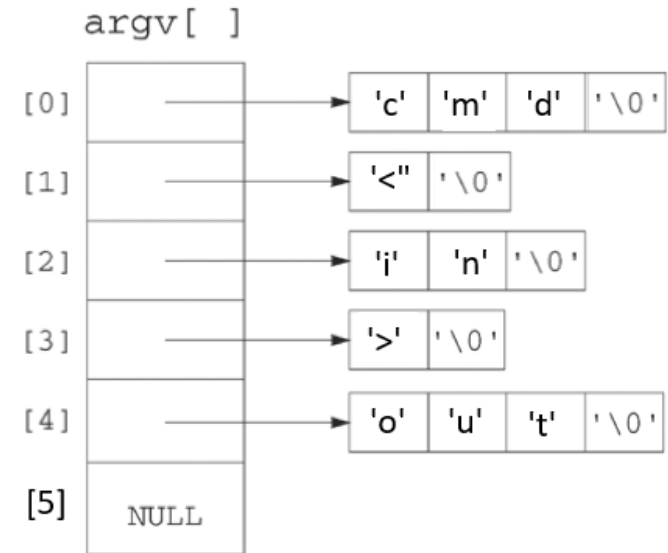 argv[ ]
[0] 'c' 'm' 'd' '\0'
[1] '<" '\0'
[2] 'i' 'n' '\0'
[3] '>' '\0'
[4] 'o' 'u' 't' '\0'
[5] NULL